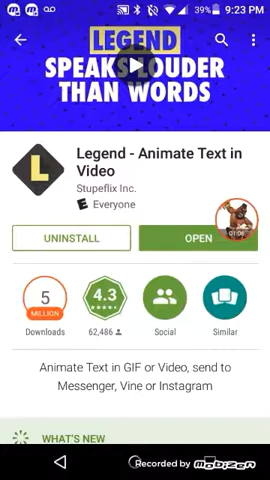 39% 9:23 PM
LEGEND
SPEAKS LOUDER
THAN WORDS
L
Legend - Animate Text in
Video
Stupeflix Inc.
E Everyone
01:06
UNINSTALL OPEN
5
MILLION
4.3
Downloads 62,486 Social Similar
Animate Text in GIF or Video, send to
Messenger, Vine or Instagram
WHAT'S NEW
Recorded by mobizen